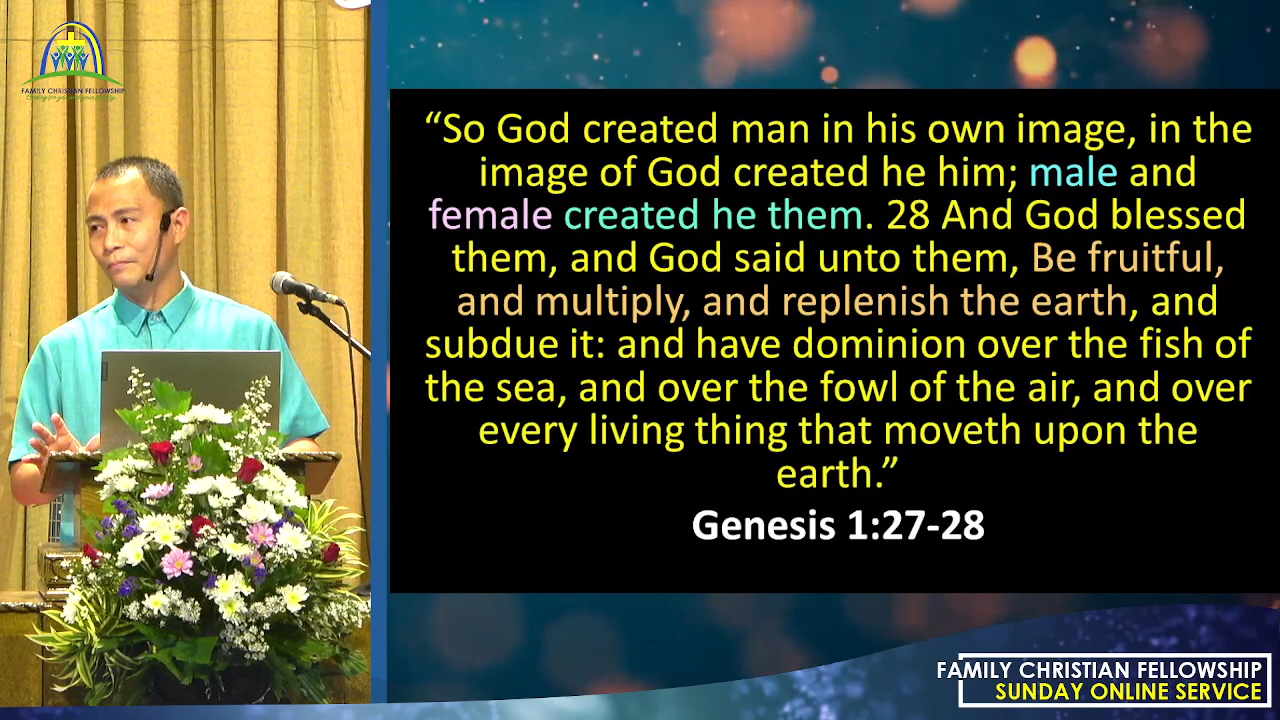 FAMILY CHRISTIAN FELLOWSHIP
“So God created man in his own image, in the
image of God created he him; male and
female created he them. 28 And God blessed
them, and God said unto them, Be fruitful,
and multiply, and replenish the earth, and
subdue it: and have dominion over the fish of
the sea, and over the fowl of the air, and over
every living thing that moveth upon the
earth.”
Genesis 1:27-28
FAMILY CHRISTIAN FELLOWSHIP
SUNDAY ONLINE SERVICE